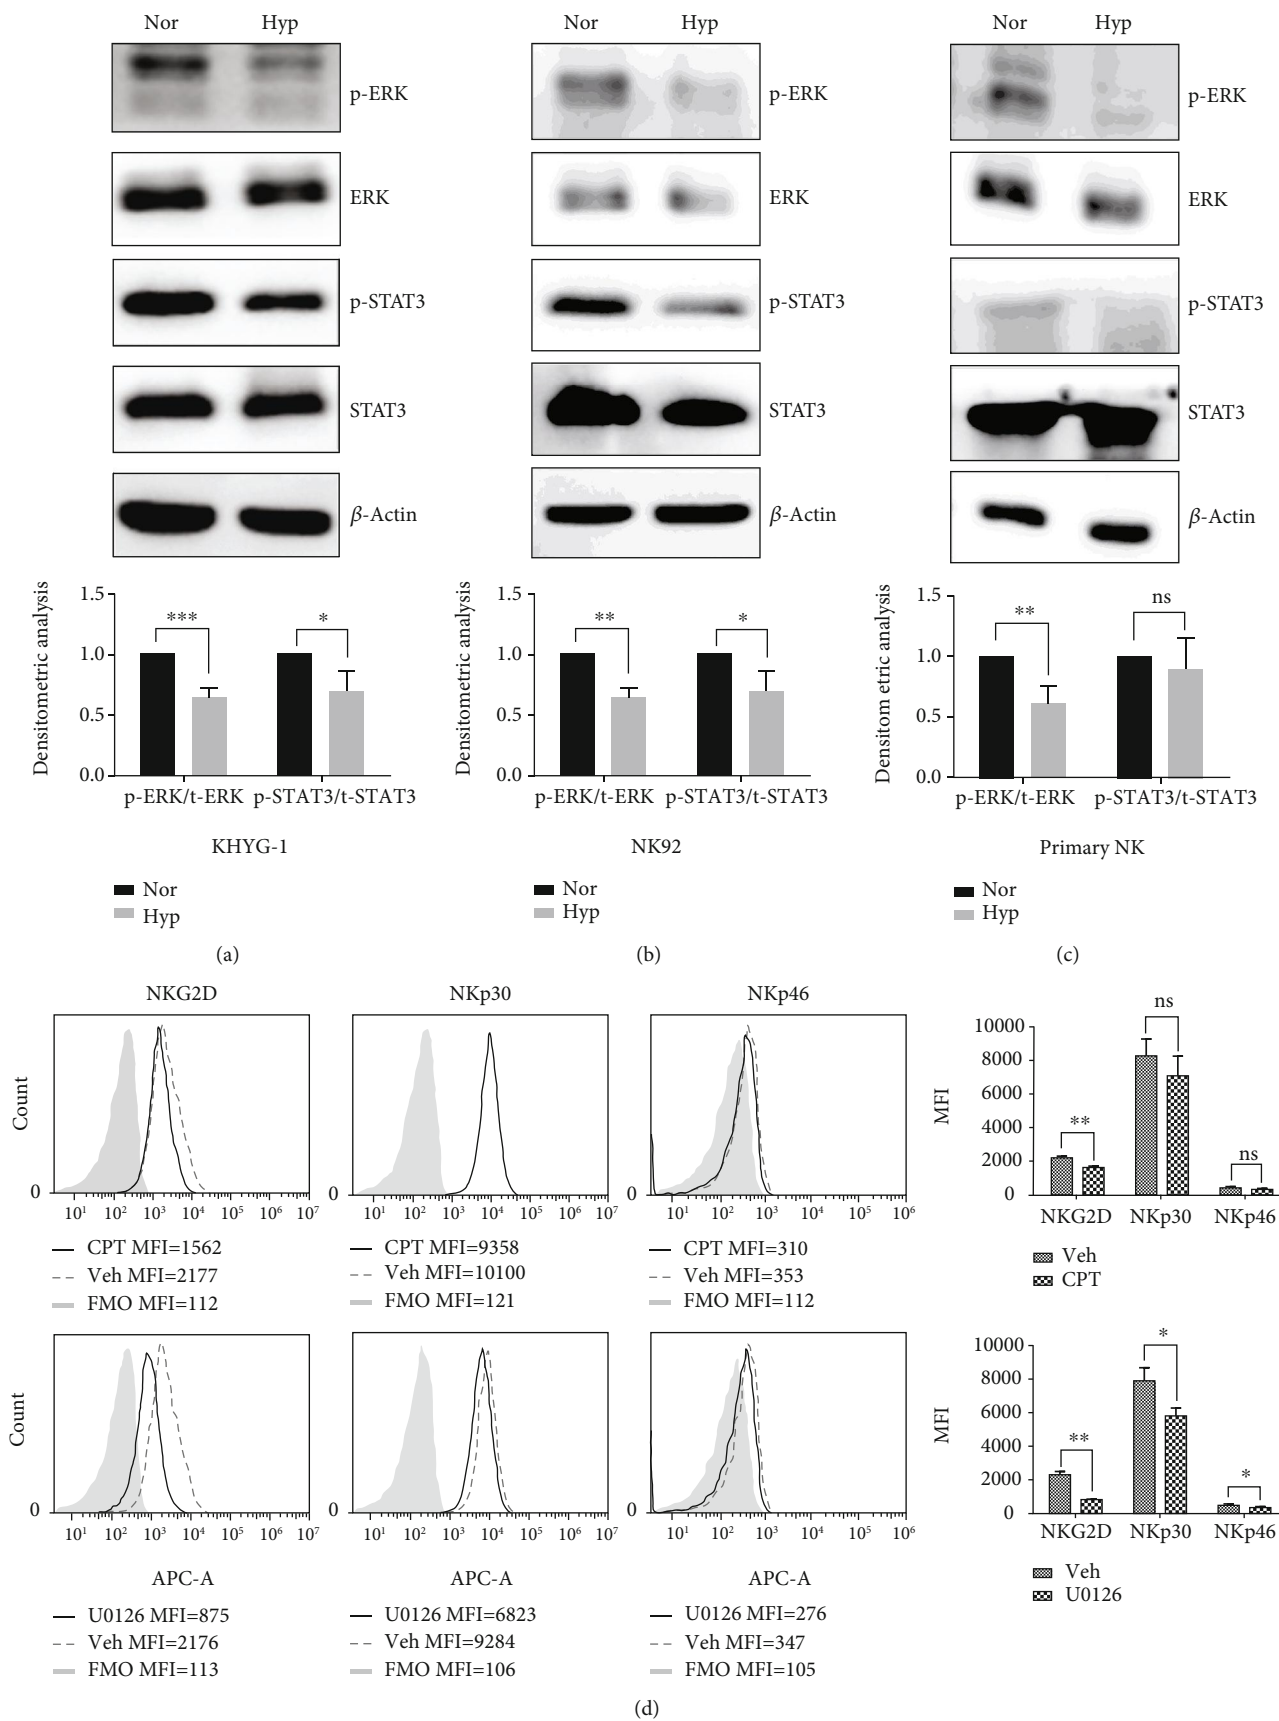 Nor Hyp
p-ERK
ERK
p-STAT3
STAT3
β-Actin
Densitometric analysis
1.5
1.0
0.5
0.0
***
*
p-ERK/t-ERK p-STAT3/t-STAT3
KHYG-1
Nor
Hyp
(a)
Nor Hyp
p-ERK
ERK
p-STAT3
STAT3
β-Actin
Densitometric analysis
1.5
1.0
0.5
0.0
**
*
p-ERK/t-ERK p-STAT3/t-STAT3
NK92
Nor
Hyp
(b)
Nor Hyp
p-ERK
ERK
p-STAT3
STAT3
β-Actin
Densitom etric analysis
1.5
1.0
0.5
0.0
**
ns
p-ERK/t-ERK p-STAT3/t-STAT3
Primary NK
Nor
Hyp
(c)
NKG2D
Count
0
10¹ 10² 10³ 10⁴ 10⁵ 10⁶ 10⁷
CPT MFI=1562
Veh MFI=2177
FMO MFI=112
NKp30
0
10¹ 10² 10³ 10⁴ 10⁵ 10⁶ 10⁷
CPT MFI=9358
Veh MFI=10100
FMO MFI=121
NKp46
0
10¹ 10² 10³ 10⁴ 10⁵ 10⁶
CPT MFI=310
Veh MFI=353
FMO MFI=112
MFI
10000
8000
6000
4000
2000
0
**
ns
ns
NKG2D NKp30 NKp46
Veh
CPT
Count
0
10¹ 10² 10³ 10⁴ 10⁵ 10⁶ 10⁷
APC-A
U0126 MFI=875
Veh MFI=2176
FMO MFI=113
0
10¹ 10² 10³ 10⁴ 10⁵ 10⁶ 10⁷
APC-A
U0126 MFI=6823
Veh MFI=9284
FMO MFI=106
0
10¹ 10² 10³ 10⁴ 10⁵ 10⁶
APC-A
U0126 MFI=276
Veh MFI=347
FMO MFI=105
MFI
10000
8000
6000
4000
2000
0
**
*
*
NKG2D NKp30 NKp46
Veh
U0126
(d)